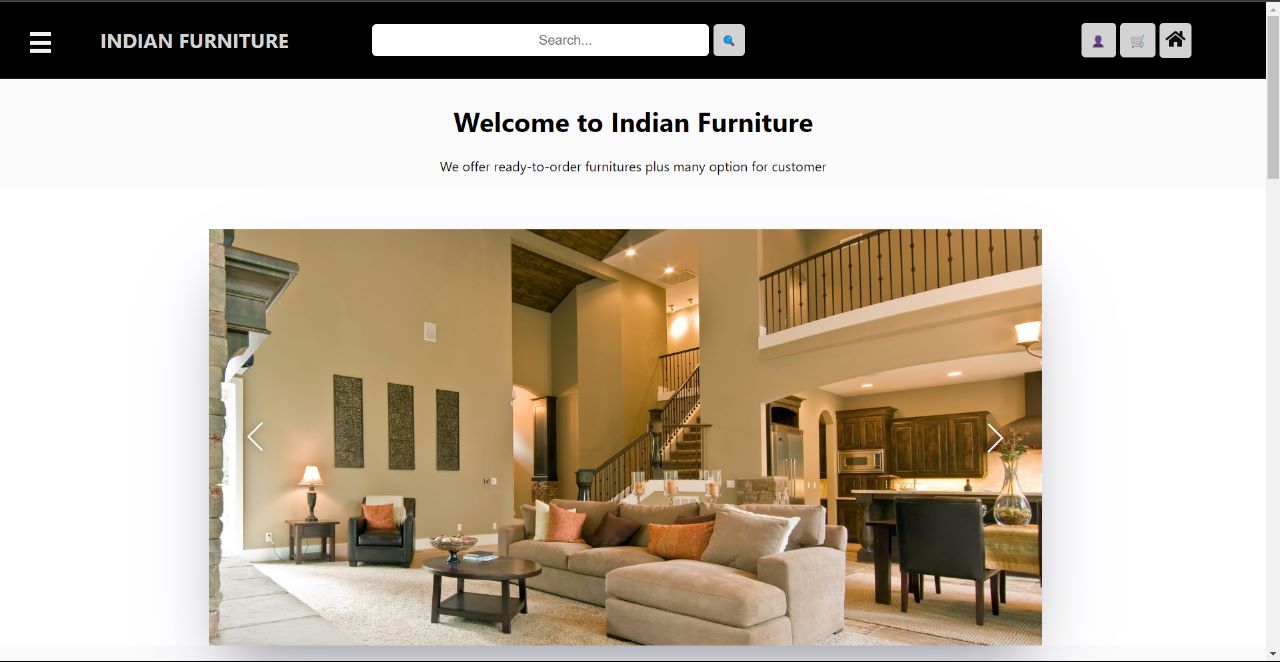 INDIAN FURNITURE
Search...
Welcome to Indian Furniture
We offer ready-to-order furnitures plus many option for customer